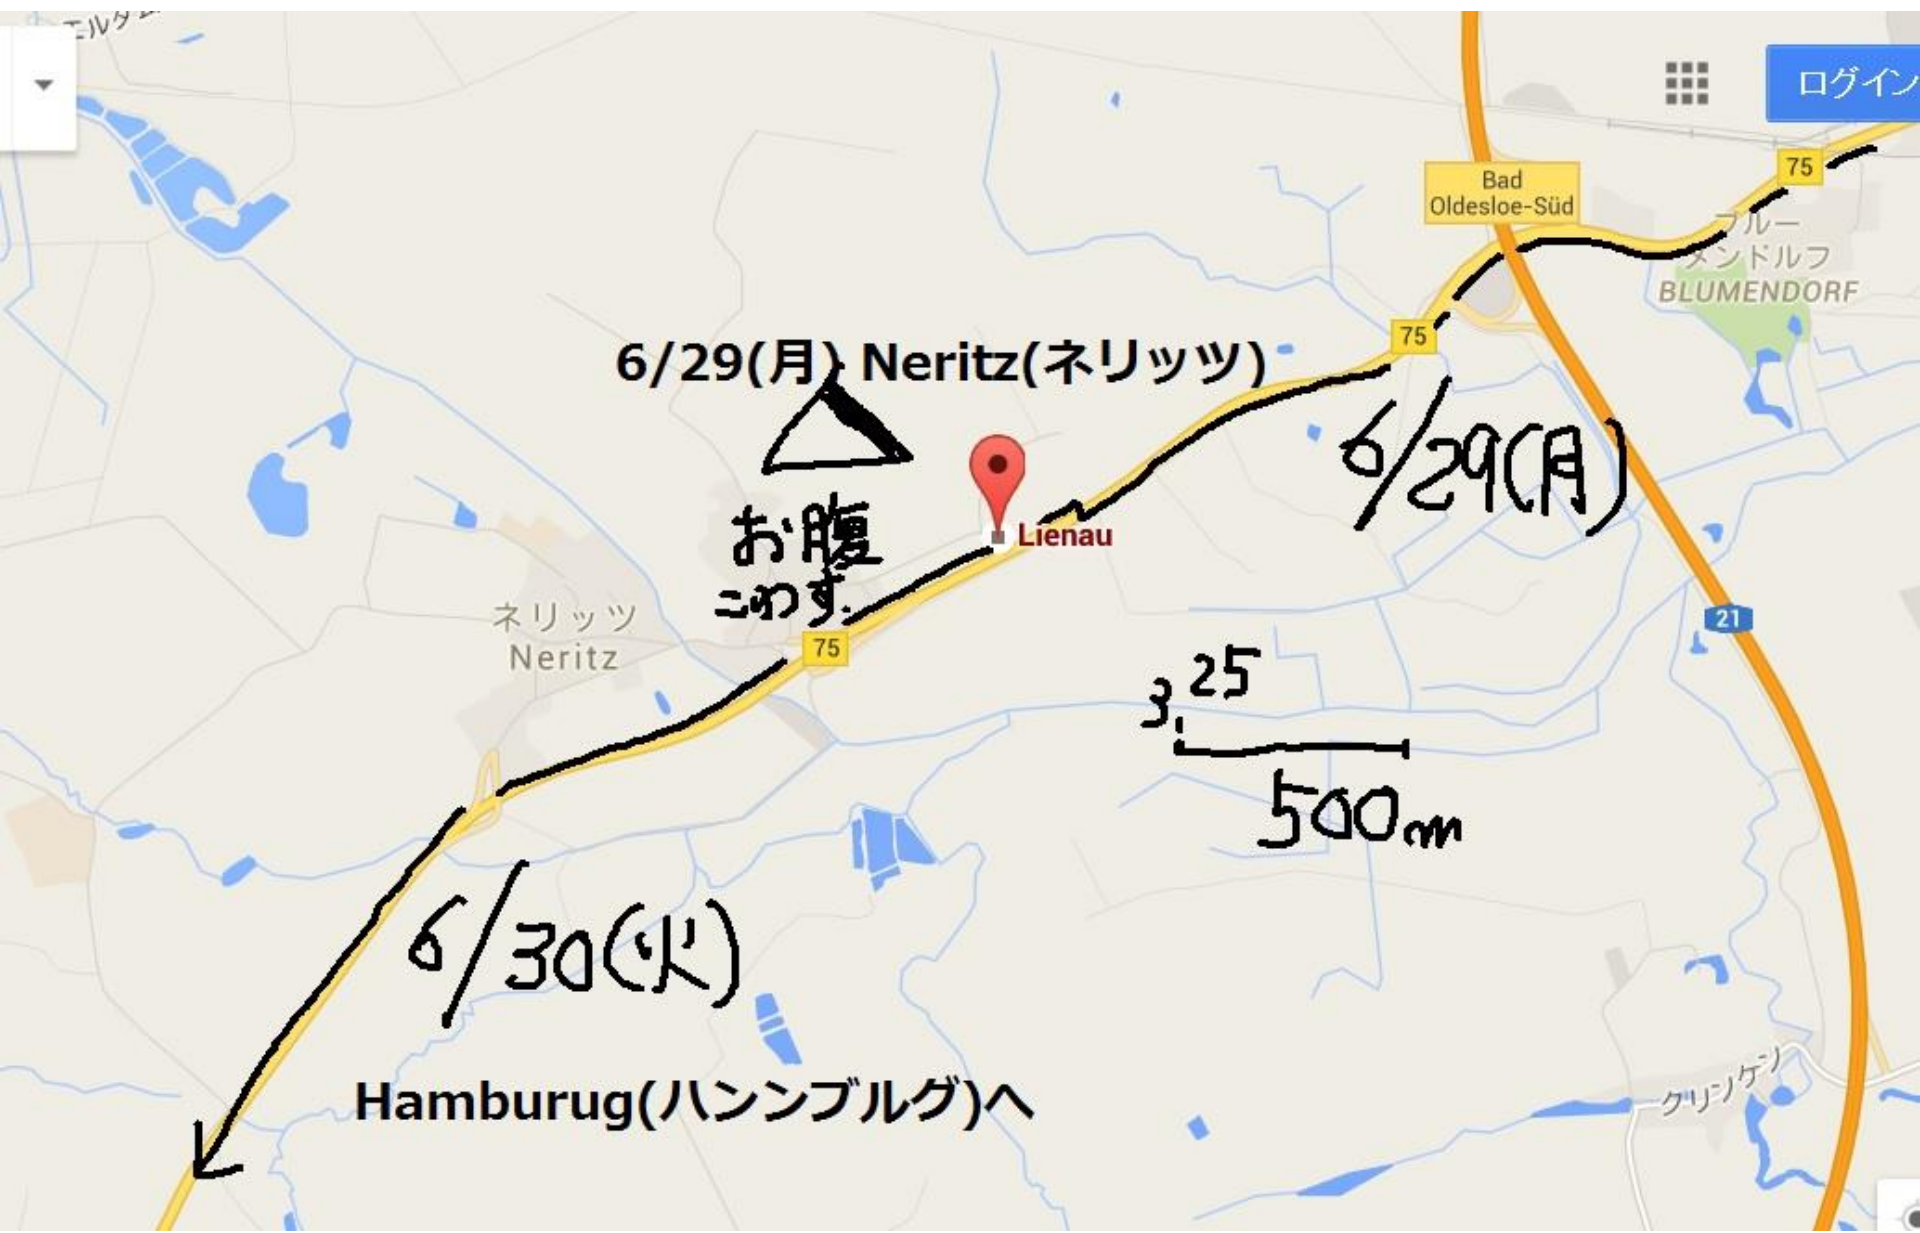 エルダ
ログイン
75
Bad
Oldesloe-Süd
ブルー
メンドルフ
BLUMENDORF
75
6/29(月) Neritz(ネリッツ)
6/29(月)
Lienau
お腹
こわす.
ネリッツ
Neritz
75
21
3.25
500m
6/30(火)
Hamburug(ハンンブルグ)へ
クリンケン